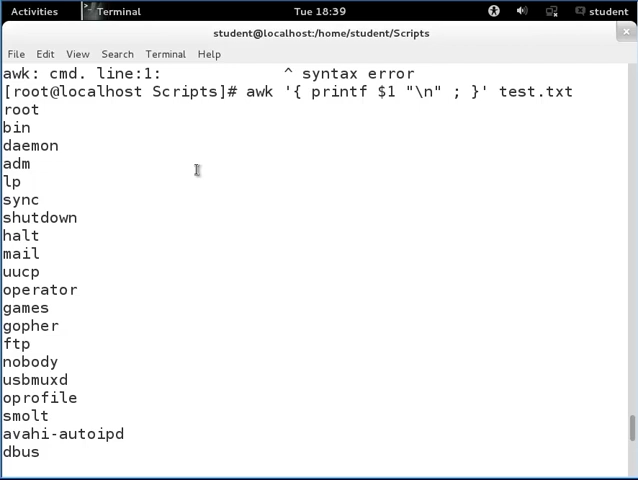 Activities
Terminal
Tue 18:39
student
student@localhost:/home/student/Scripts
File Edit View Search Terminal Help
awk: cmd. line:1:             ^ syntax error
[root@localhost Scripts]# awk '{ printf $1 "\n" ; }' test.txt
root
bin
daemon
adm
lp
sync
shutdown
halt
mail
uucp
operator
games
gopher
ftp
nobody
usbmuxd
oprofile
smolt
avahi-autoipd
dbus